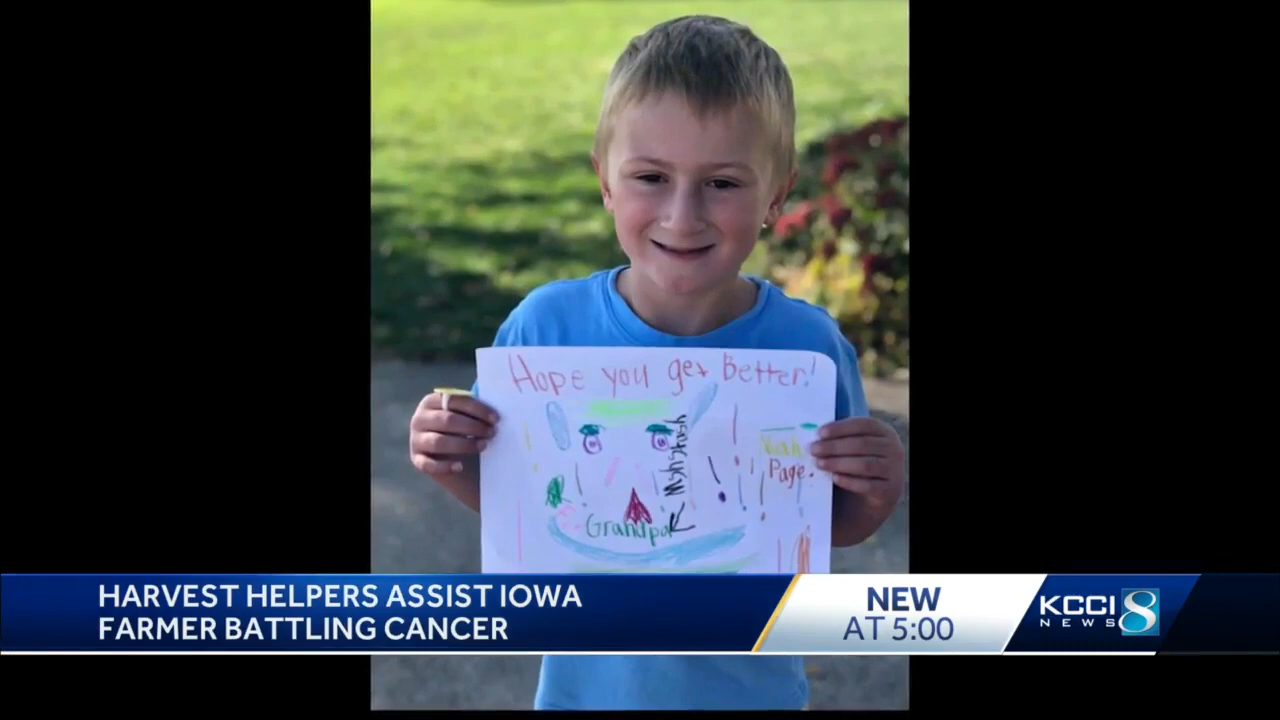 Hope you get Better!
Noah
Page.
Grandpa
HARVEST HELPERS ASSIST IOWA
FARMER BATTLING CANCER
NEW
AT 5:00
KCCI 8
NEWS